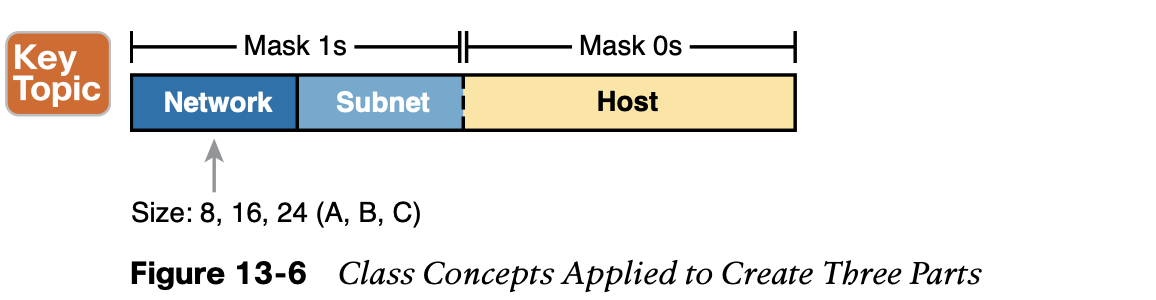 Key
Topic
Mask 1s Mask 0s
Network Subnet Host
Size: 8, 16, 24 (A, B, C)
Figure 13-6 Class Concepts Applied to Create Three Parts